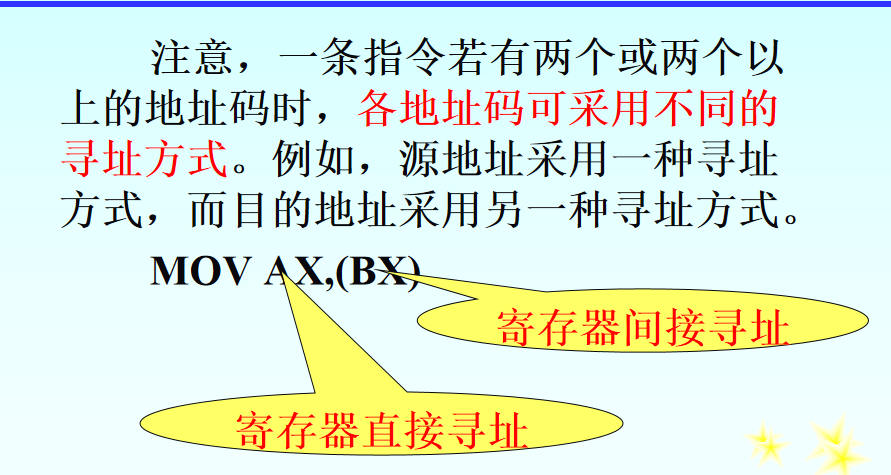 注意，一条指令若有两个或两个以
上的地址码时，各地址码可采用不同的
寻址方式。例如，源地址采用一种寻址
方式，而目的地址采用另一种寻址方式。
MOV AX,(BX)
寄存器间接寻址
寄存器直接寻址